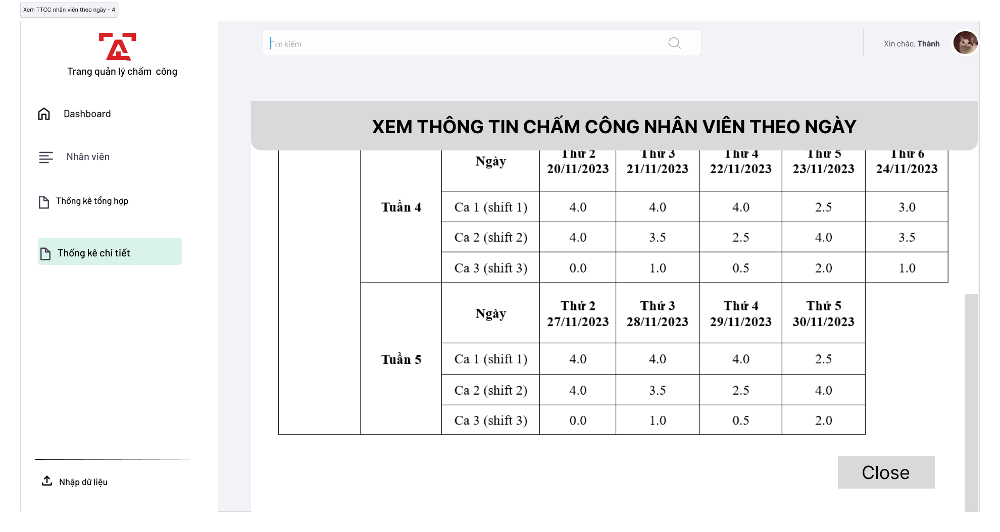 Xem TTCC nhân viên theo ngày - 4
Trang quản lý chấm công
Dashboard
Nhân viên
Thống kê tổng hợp
Thống kê chi tiết
Nhập dữ liệu
Tìm kiếm
Xin chào, Thành
XEM THÔNG TIN CHẤM CÔNG NHÂN VIÊN THEO NGÀY
Tuần 4
Ngày
Thứ 2 20/11/2023
Thứ 3 21/11/2023
Thứ 4 22/11/2023
Thứ 5 23/11/2023
Thứ 6 24/11/2023
Ca 1 (shift 1) 4.0 4.0 4.0 2.5 3.0
Ca 2 (shift 2) 4.0 3.5 2.5 4.0 3.5
Ca 3 (shift 3) 0.0 1.0 0.5 2.0 1.0
Tuần 5
Ngày
Thứ 2 27/11/2023
Thứ 3 28/11/2023
Thứ 4 29/11/2023
Thứ 5 30/11/2023
Ca 1 (shift 1) 4.0 4.0 4.0 2.5
Ca 2 (shift 2) 4.0 3.5 2.5 4.0
Ca 3 (shift 3) 0.0 1.0 0.5 2.0
Close